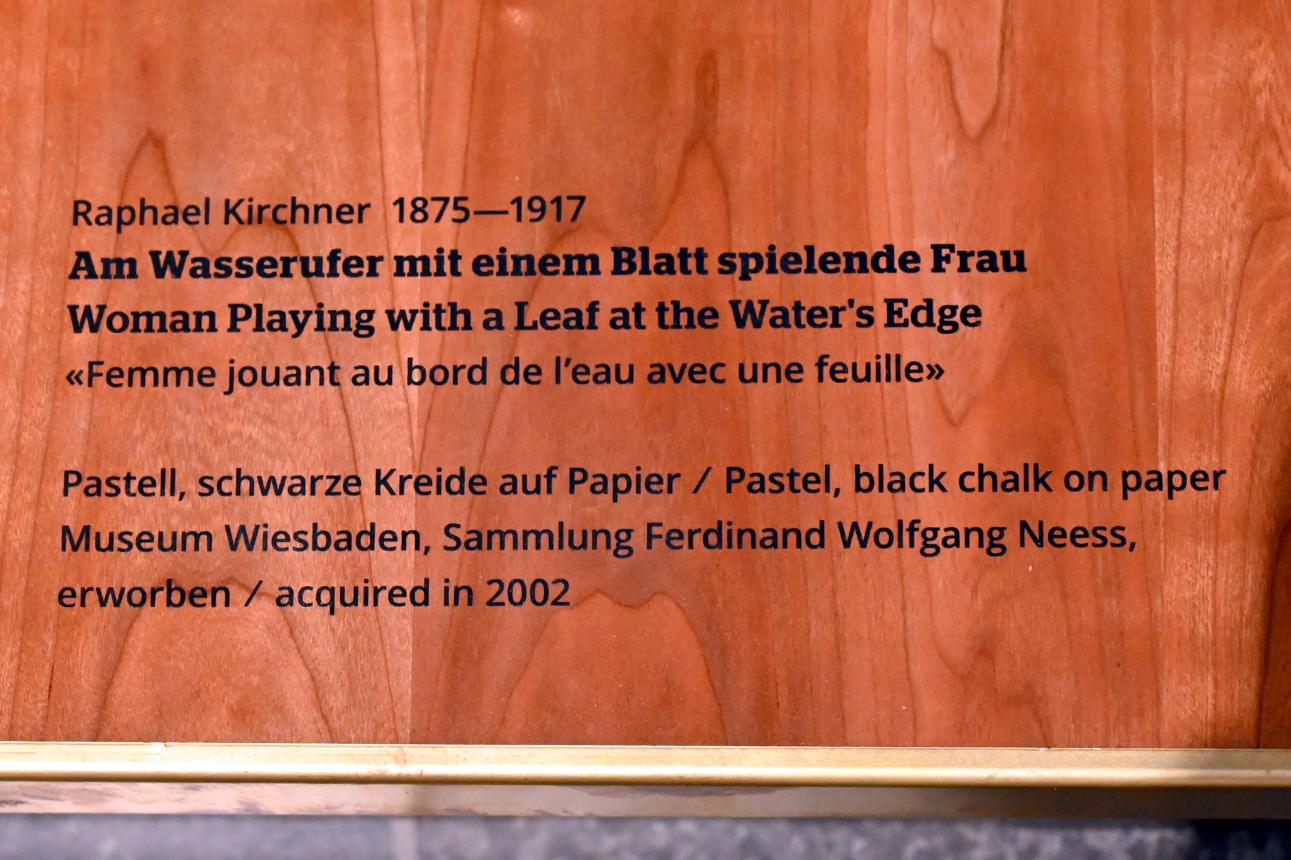 Raphael Kirchner 1875—1917
Am Wasserufer mit einem Blatt spielende Frau
Woman Playing with a Leaf at the Water's Edge
«Femme jouant au bord de l’eau avec une feuille»
Pastell, schwarze Kreide auf Papier / Pastel, black chalk on paper
Museum Wiesbaden, Sammlung Ferdinand Wolfgang Neess,
erworben / acquired in 2002